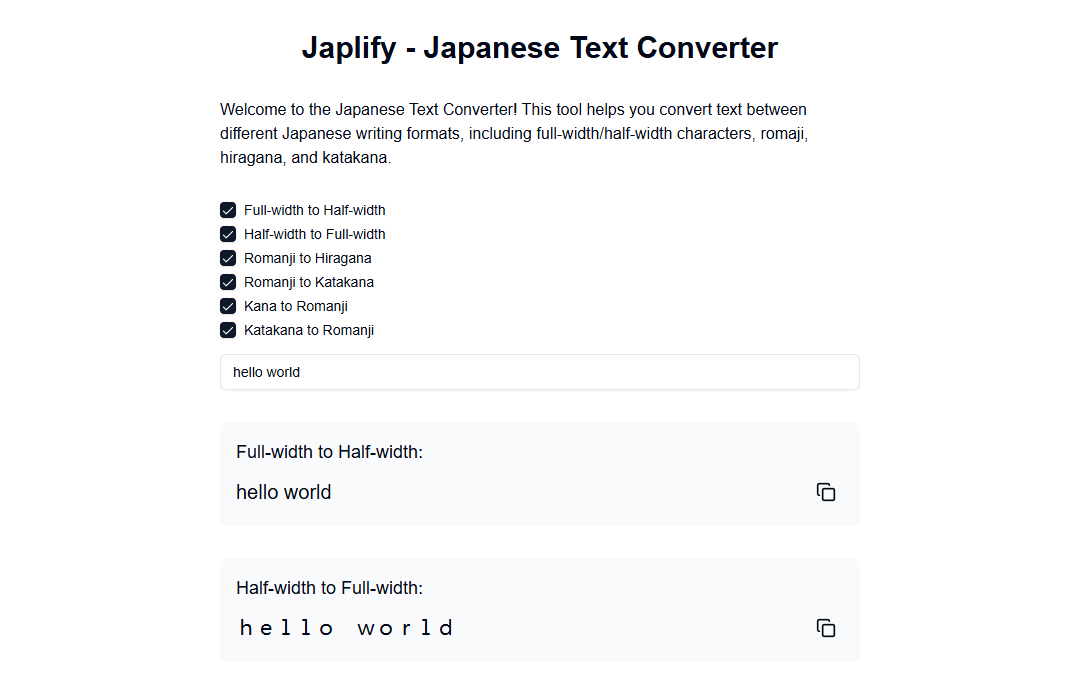 Japlify - Japanese Text Converter
Welcome to the Japanese Text Converter! This tool helps you convert text between
different Japanese writing formats, including full-width/half-width characters, romaji,
hiragana, and katakana.
Full-width to Half-width
Half-width to Full-width
Romanji to Hiragana
Romanji to Katakana
Kana to Romanji
Katakana to Romanji
hello world
Full-width to Half-width:
hello world
Half-width to Full-width:
ｈｅｌｌｏ　ｗｏｒｌｄ